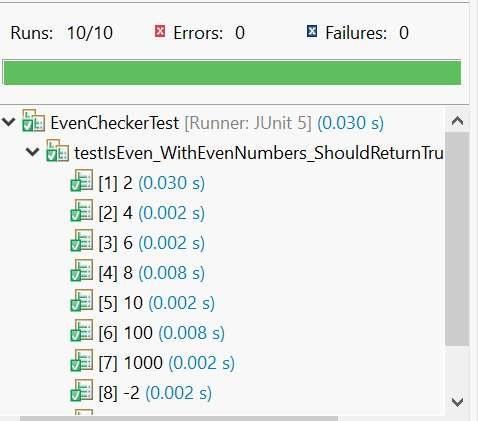 Runs: 10/10 Errors: 0 Failures: 0
EvenCheckerTest [Runner: JUnit 5] (0.030 s)
testIsEven_WithEvenNumbers_ShouldReturnTru
[1] 2 (0.030 s)
[2] 4 (0.002 s)
[3] 6 (0.002 s)
[4] 8 (0.008 s)
[5] 10 (0.002 s)
[6] 100 (0.008 s)
[7] 1000 (0.002 s)
[8] -2 (0.002 s)